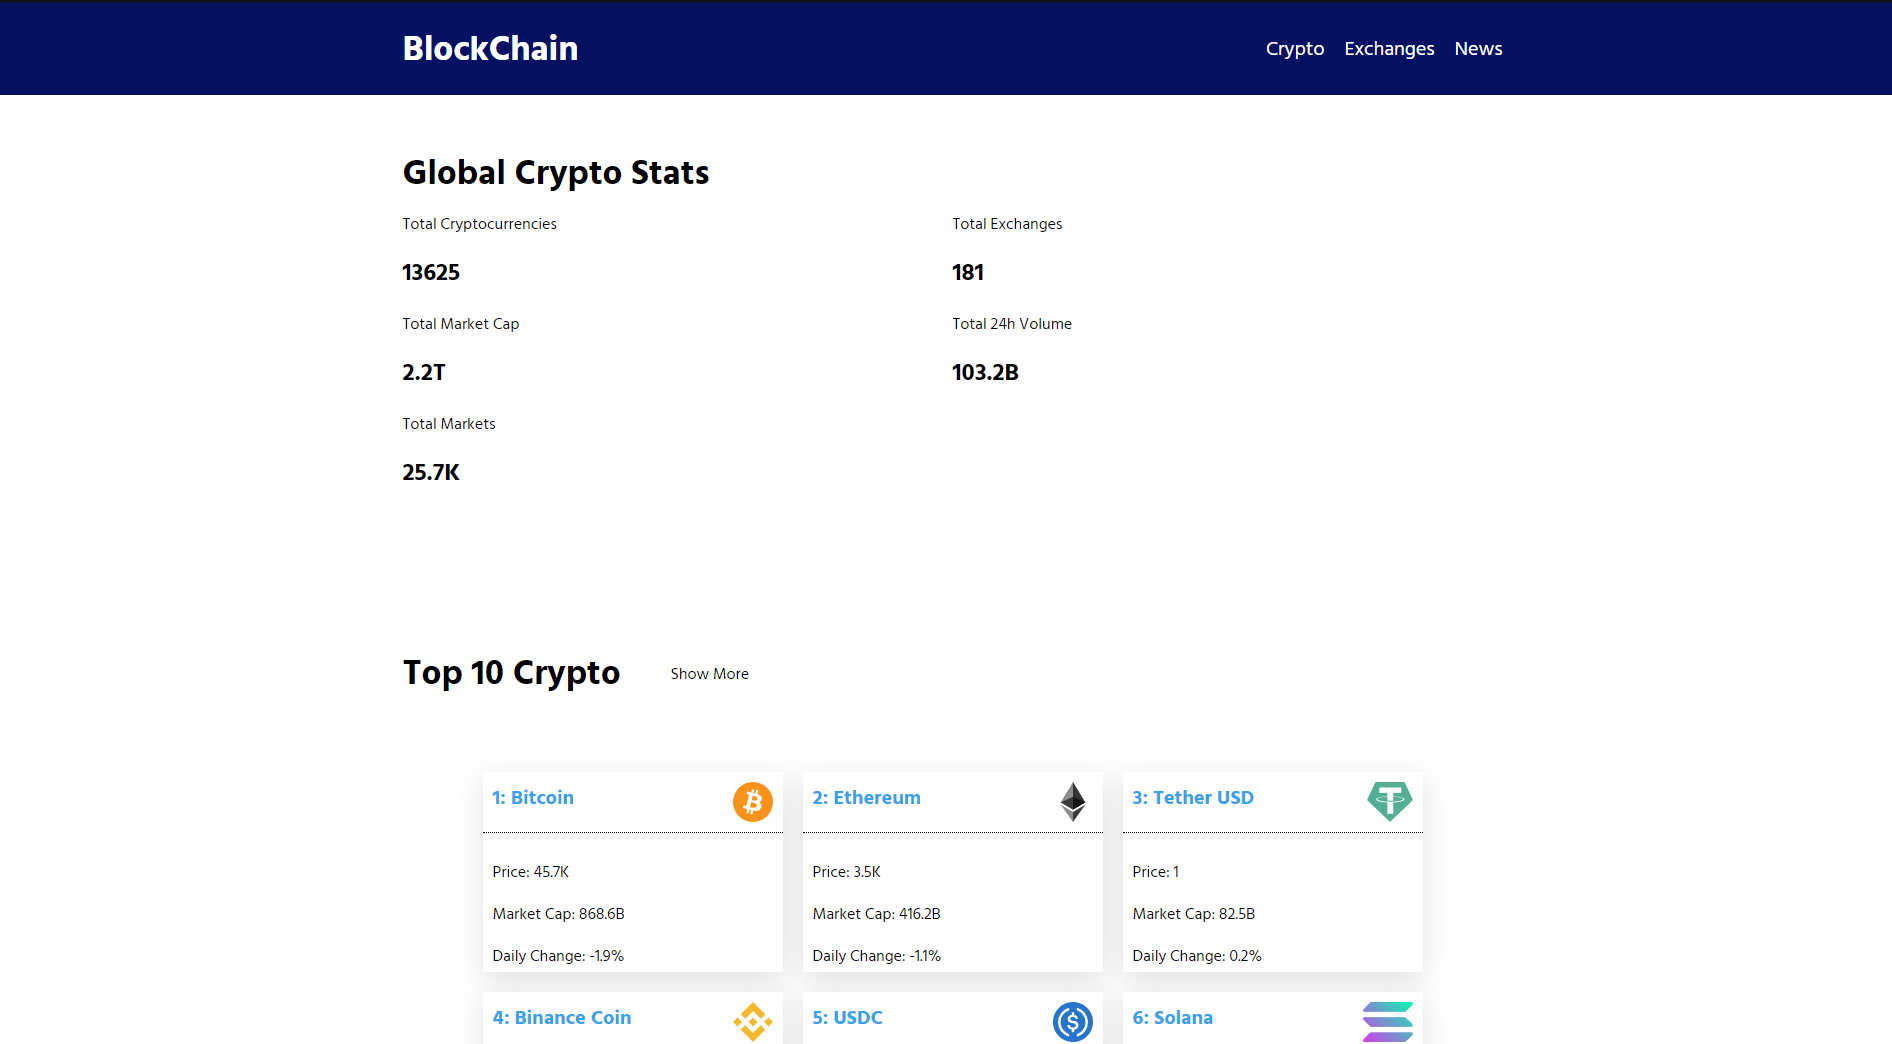 BlockChain
Crypto Exchanges News
Global Crypto Stats
Total Cryptocurrencies
13625
Total Exchanges
181
Total Market Cap
2.2T
Total 24h Volume
103.2B
Total Markets
25.7K
Top 10 Crypto
Show More
1: Bitcoin
Price: 45.7K
Market Cap: 868.6B
Daily Change: -1.9%
2: Ethereum
Price: 3.5K
Market Cap: 416.2B
Daily Change: -1.1%
3: Tether USD
Price: 1
Market Cap: 82.5B
Daily Change: 0.2%
4: Binance Coin
5: USDC
6: Solana